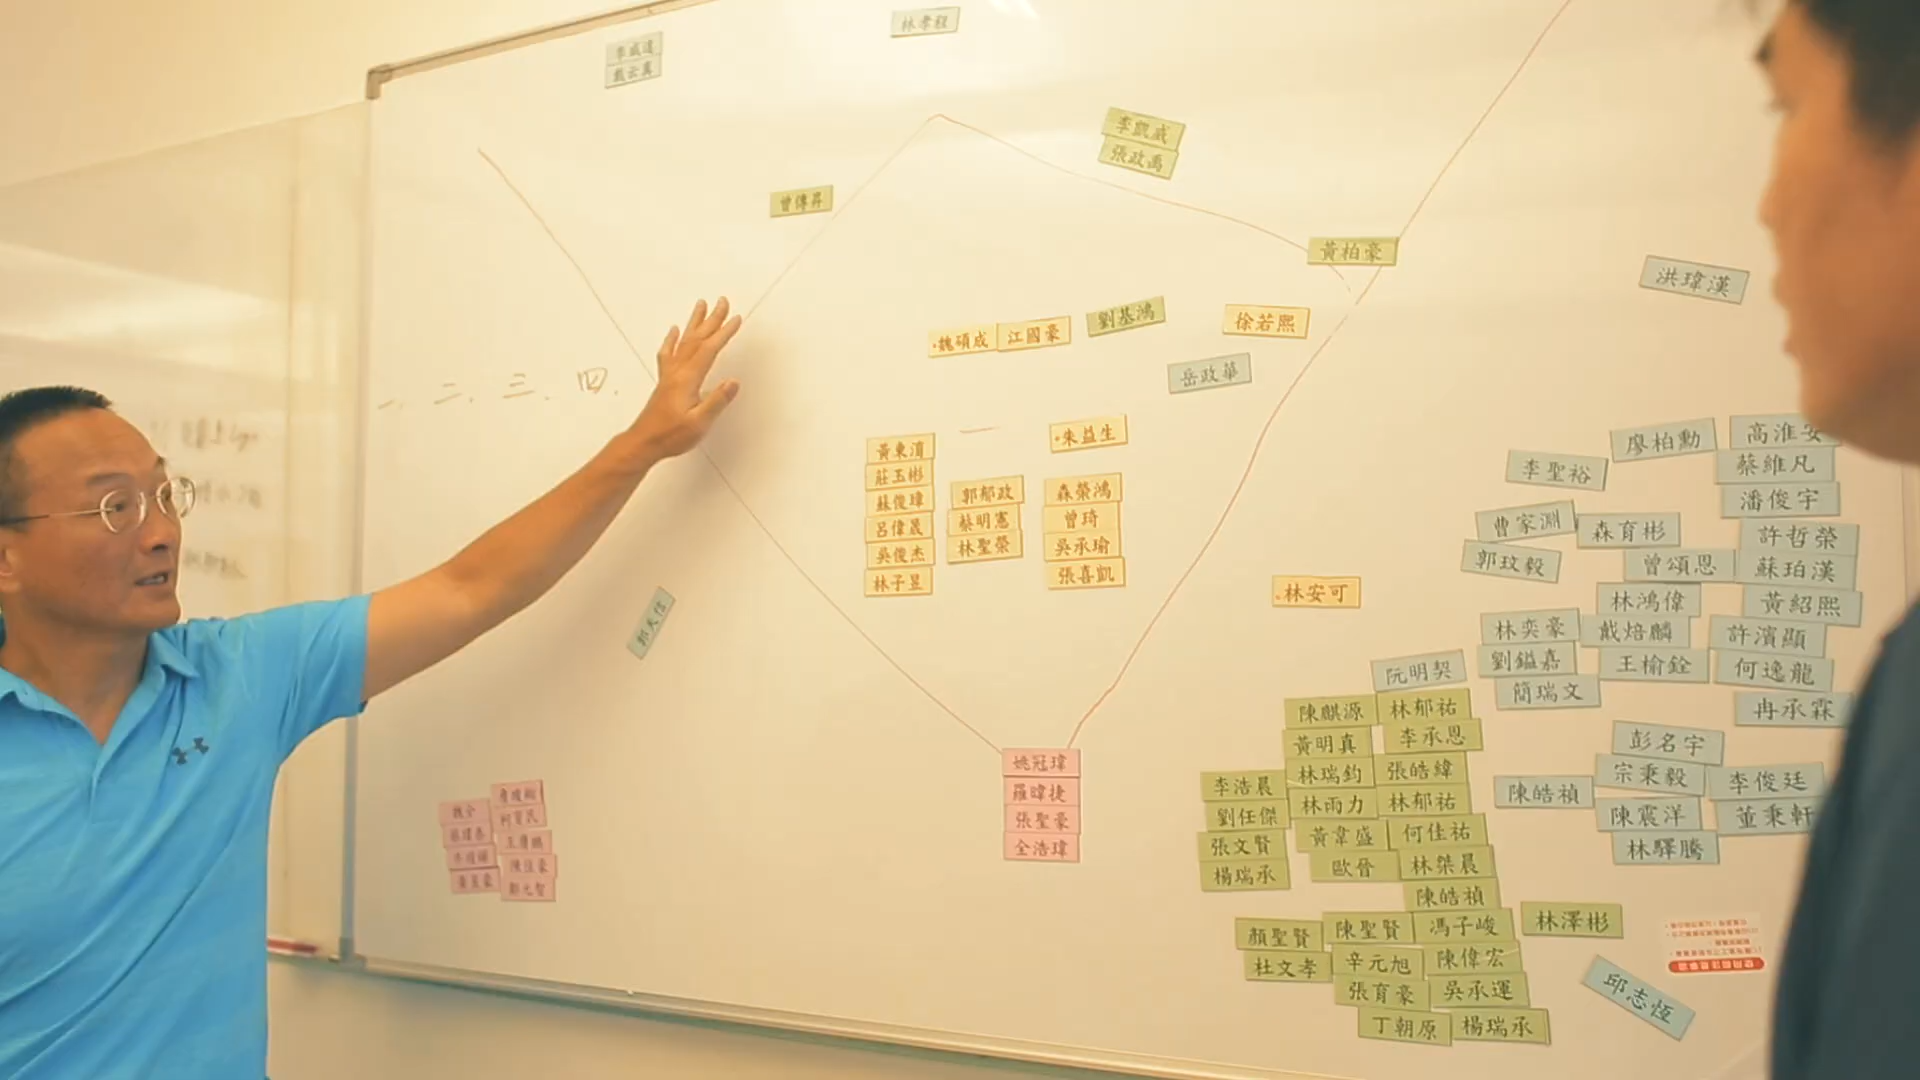 林孝程
李威遠
戴云真
李凱威
張政禹
曾傳昇
黃柏豪
洪瑋漢
魏碩成
江國豪
劉基鴻
徐若熙
岳政華
一、二、三、四、
朱益生
黃東濱
莊玉彬
蘇俊璋
呂偉晟
吳俊杰
林子昱
郭郁政
蔡明憲
林聖榮
森榮鴻
曾琦
吳承瑜
張喜凱
郭天信
林安可
廖柏勳
高淮安
李聖裕
蔡維凡
潘俊宇
曹家淵
森育彬
許哲榮
郭玟毅
曾頌恩
蘇珀漢
林鴻偉
黃紹熙
林奕豪
戴焙麟
許濱顯
劉鎰嘉
王榆銓
何逸龍
簡瑞文
冉承霖
阮明契
彭名宇
宗秉毅
李俊廷
陳皓禎
陳震洋
董秉軒
林驛騰
陳麒源
林郁祐
黃明真
李承恩
林瑞鈞
張皓緯
林雨力
林郁祐
黃韋盛
何佳祐
歐晉
林桀晨
陳皓禎
李浩晨
劉任傑
張文賢
楊瑞承
姚冠瑋
羅暐捷
張聖豪
全浩瑋
顏聖賢
陳聖賢
馮子峻
林澤彬
杜文孝
辛元旭
陳偉宏
張育豪
吳承運
丁朝原
楊瑞承
邱志恆